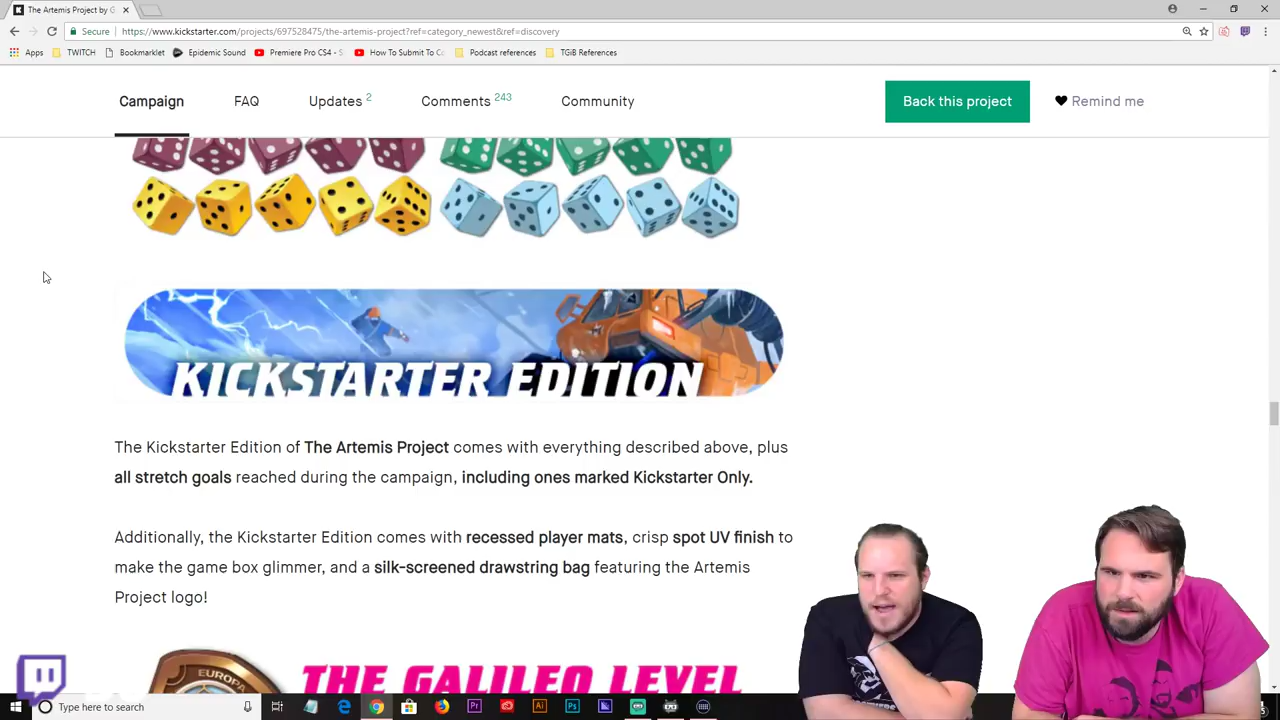 The Artemis Project by G
Secure
https://www.kickstarter.com/projects/697528475/the-artemis-project?ref=category_newest&ref=discovery
Apps TWITCH Bookmarklet Epidemic Sound Premiere Pro CS4 - S How To Submit To Co Podcast references TGiB References
Campaign FAQ Updates 2 Comments 243 Community Back this project Remind me
KICKSTARTER EDITION
The Kickstarter Edition of The Artemis Project comes with everything described above, plus
all stretch goals reached during the campaign, including ones marked Kickstarter Only.
Additionally, the Kickstarter Edition comes with recessed player mats, crisp spot UV finish to
make the game box glimmer, and a silk-screened drawstring bag featuring the Artemis
Project logo!
EUROPA
THE GALILEO LEVEL
Type here to search